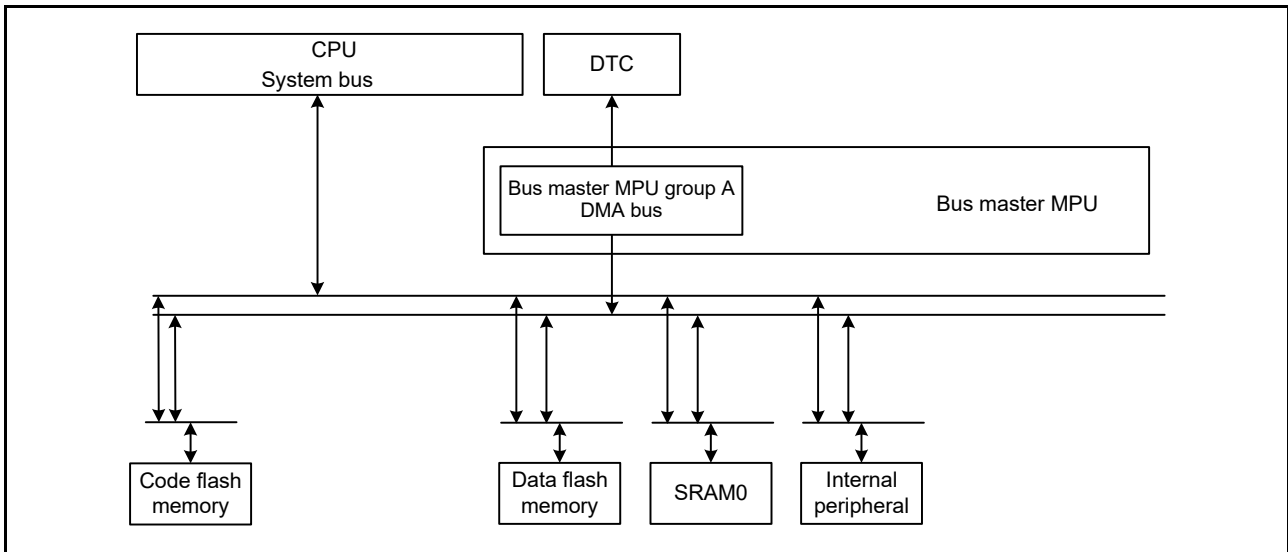 CPU
System bus
DTC
Bus master MPU group A
DMA bus
Bus master MPU
Code flash
memory
Data flash
memory
SRAM0
Internal
peripheral